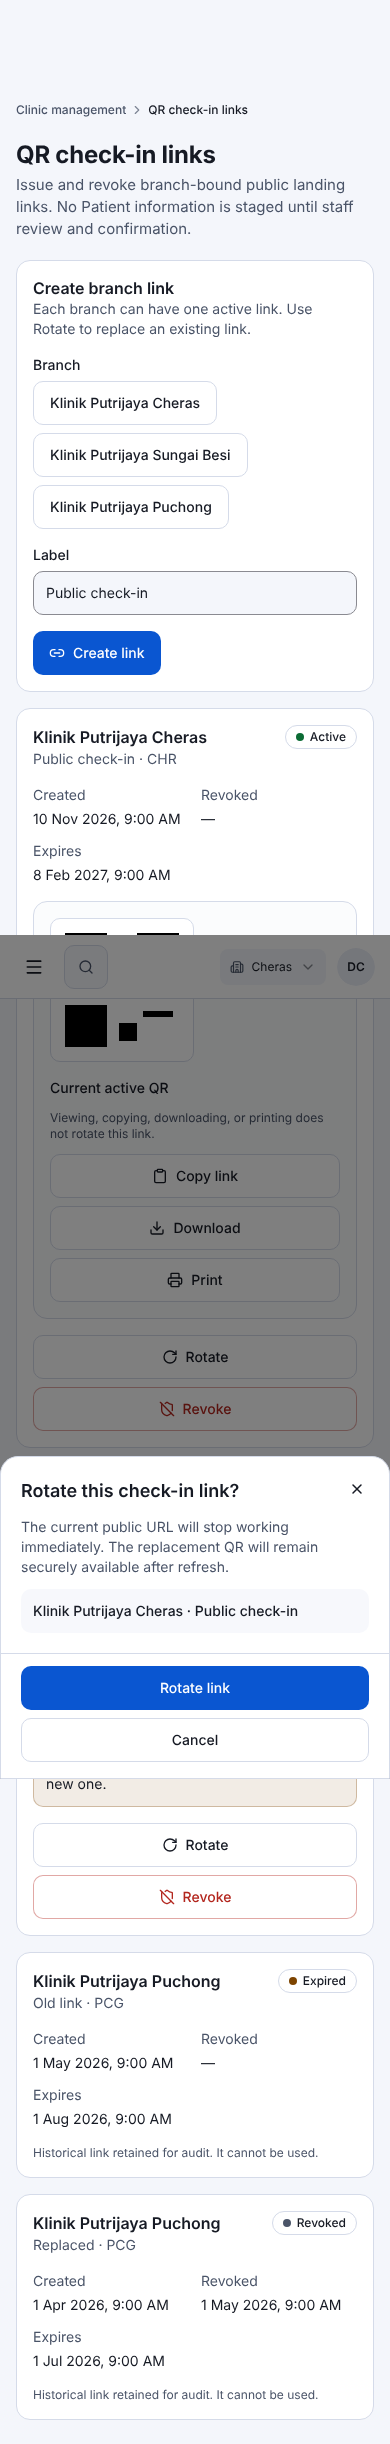 Clinic management > QR check-in links
QR check-in links
Issue and revoke branch-bound public landing
links. No Patient information is staged until staff
review and confirmation.
Create branch link
Each branch can have one active link. Use
Rotate to replace an existing link.
Branch
Klinik Putrijaya Cheras
Klinik Putrijaya Sungai Besi
Klinik Putrijaya Puchong
Label
Public check-in
Create link
Klinik Putrijaya Cheras
Active
Public check-in · CHR
Created
Revoked
10 Nov 2026, 9:00 AM
—
Expires
8 Feb 2027, 9:00 AM
Cheras
DC
Current active QR
Viewing, copying, downloading, or printing does
not rotate this link.
Copy link
Download
Print
Rotate
Revoke
Rotate this check-in link?
The current public URL will stop working
immediately. The replacement QR will remain
securely available after refresh.
Klinik Putrijaya Cheras · Public check-in
Rotate link
Cancel
new one.
Rotate
Revoke
Klinik Putrijaya Puchong
Expired
Old link · PCG
Created
Revoked
1 May 2026, 9:00 AM
—
Expires
1 Aug 2026, 9:00 AM
Historical link retained for audit. It cannot be used.
Klinik Putrijaya Puchong
Revoked
Replaced · PCG
Created
Revoked
1 Apr 2026, 9:00 AM
1 May 2026, 9:00 AM
Expires
1 Jul 2026, 9:00 AM
Historical link retained for audit. It cannot be used.